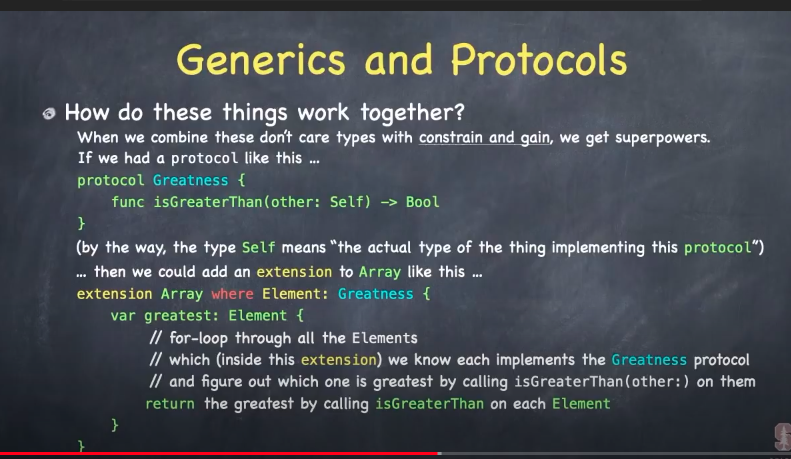 Generics and Protocols
How do these things work together?
When we combine these don't care types with constrain and gain, we get superpowers.
If we had a protocol like this ...
protocol Greatness {
func isGreaterThan(other: Self) -> Bool
}
(by the way, the type Self means "the actual type of the thing implementing this protocol")
... then we could add an extension to Array like this ...
extension Array where Element: Greatness {
var greatest: Element {
// for-loop through all the Elements
// which (inside this extension) we know each implements the Greatness protocol
// and figure out which one is greatest by calling isGreaterThan(other:) on them
return the greatest by calling isGreaterThan on each Element
}
}